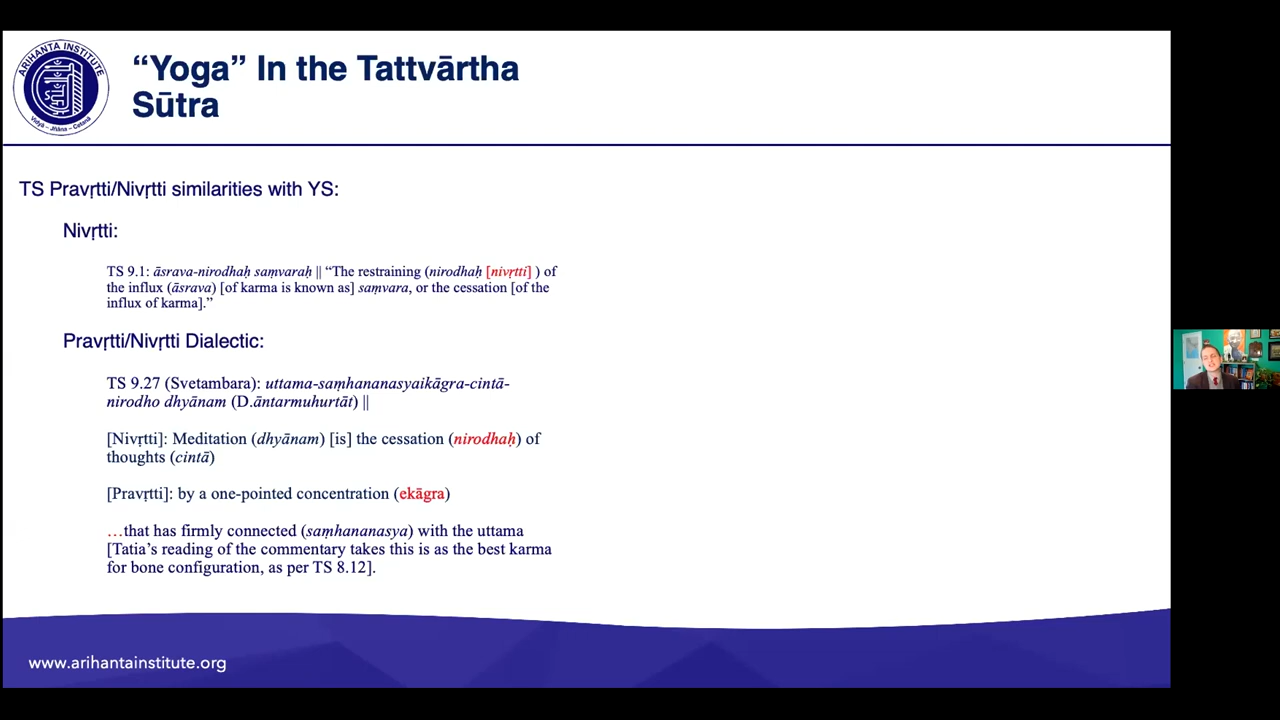 ARIHANTA INSTITUTE
Vidyā – Jñāna – Cetanā
“Yoga” In the Tattvārtha
Sūtra
TS Pravṛtti/Nivṛtti similarities with YS:
Nivṛtti:
TS 9.1: āsrava-nirodhaḥ saṃvaraḥ || “The restraining (nirodhaḥ [nivṛtti] ) of
the influx (āsrava) [of karma is known as] saṃvara, or the cessation [of the
influx of karma].”
Pravṛtti/Nivṛtti Dialectic:
TS 9.27 (Svetambara): uttama-saṃhananasyaikāgra-cintā-
nirodho dhyānam (D.āntarmuhurtāt) ||
[Nivṛtti]: Meditation (dhyānam) [is] the cessation (nirodhaḥ) of
thoughts (cintā)
[Pravṛtti]: by a one-pointed concentration (ekāgra)
…that has firmly connected (saṃhananasya) with the uttama
[Tatia’s reading of the commentary takes this is as the best karma
for bone configuration, as per TS 8.12].
www.arihantainstitute.org